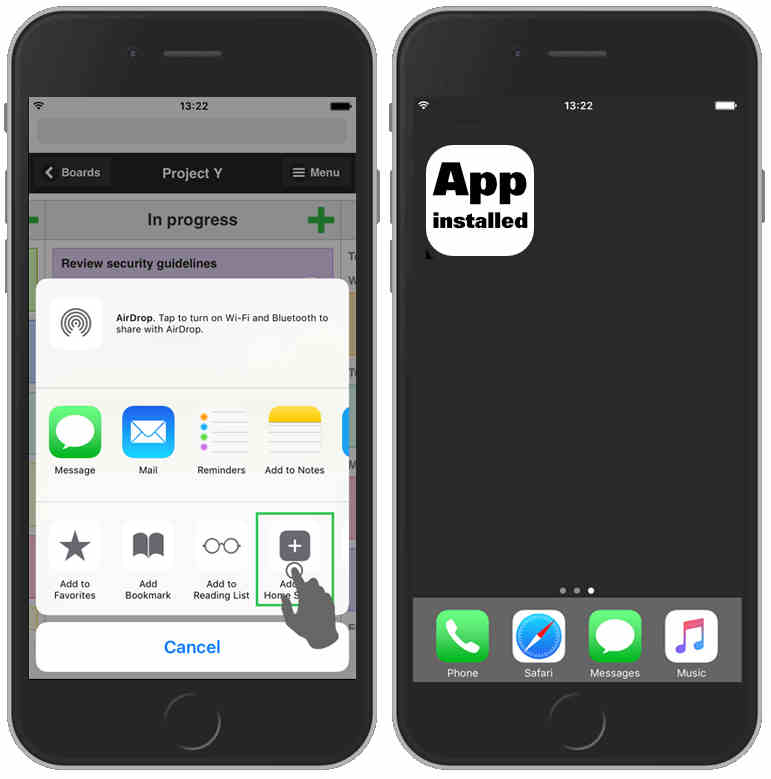 13:22
Boards
Project Y
Menu
In progress
Review security guidelines
AirDrop. Tap to turn on Wi-Fi and Bluetooth to
share with AirDrop.
Message
Mail
Reminders
Add to Notes
Add to
Favorites
Add
Bookmark
Add to
Reading List
Add
Home
Cancel
13:22
App
installed
Phone
Safari
Messages
Music